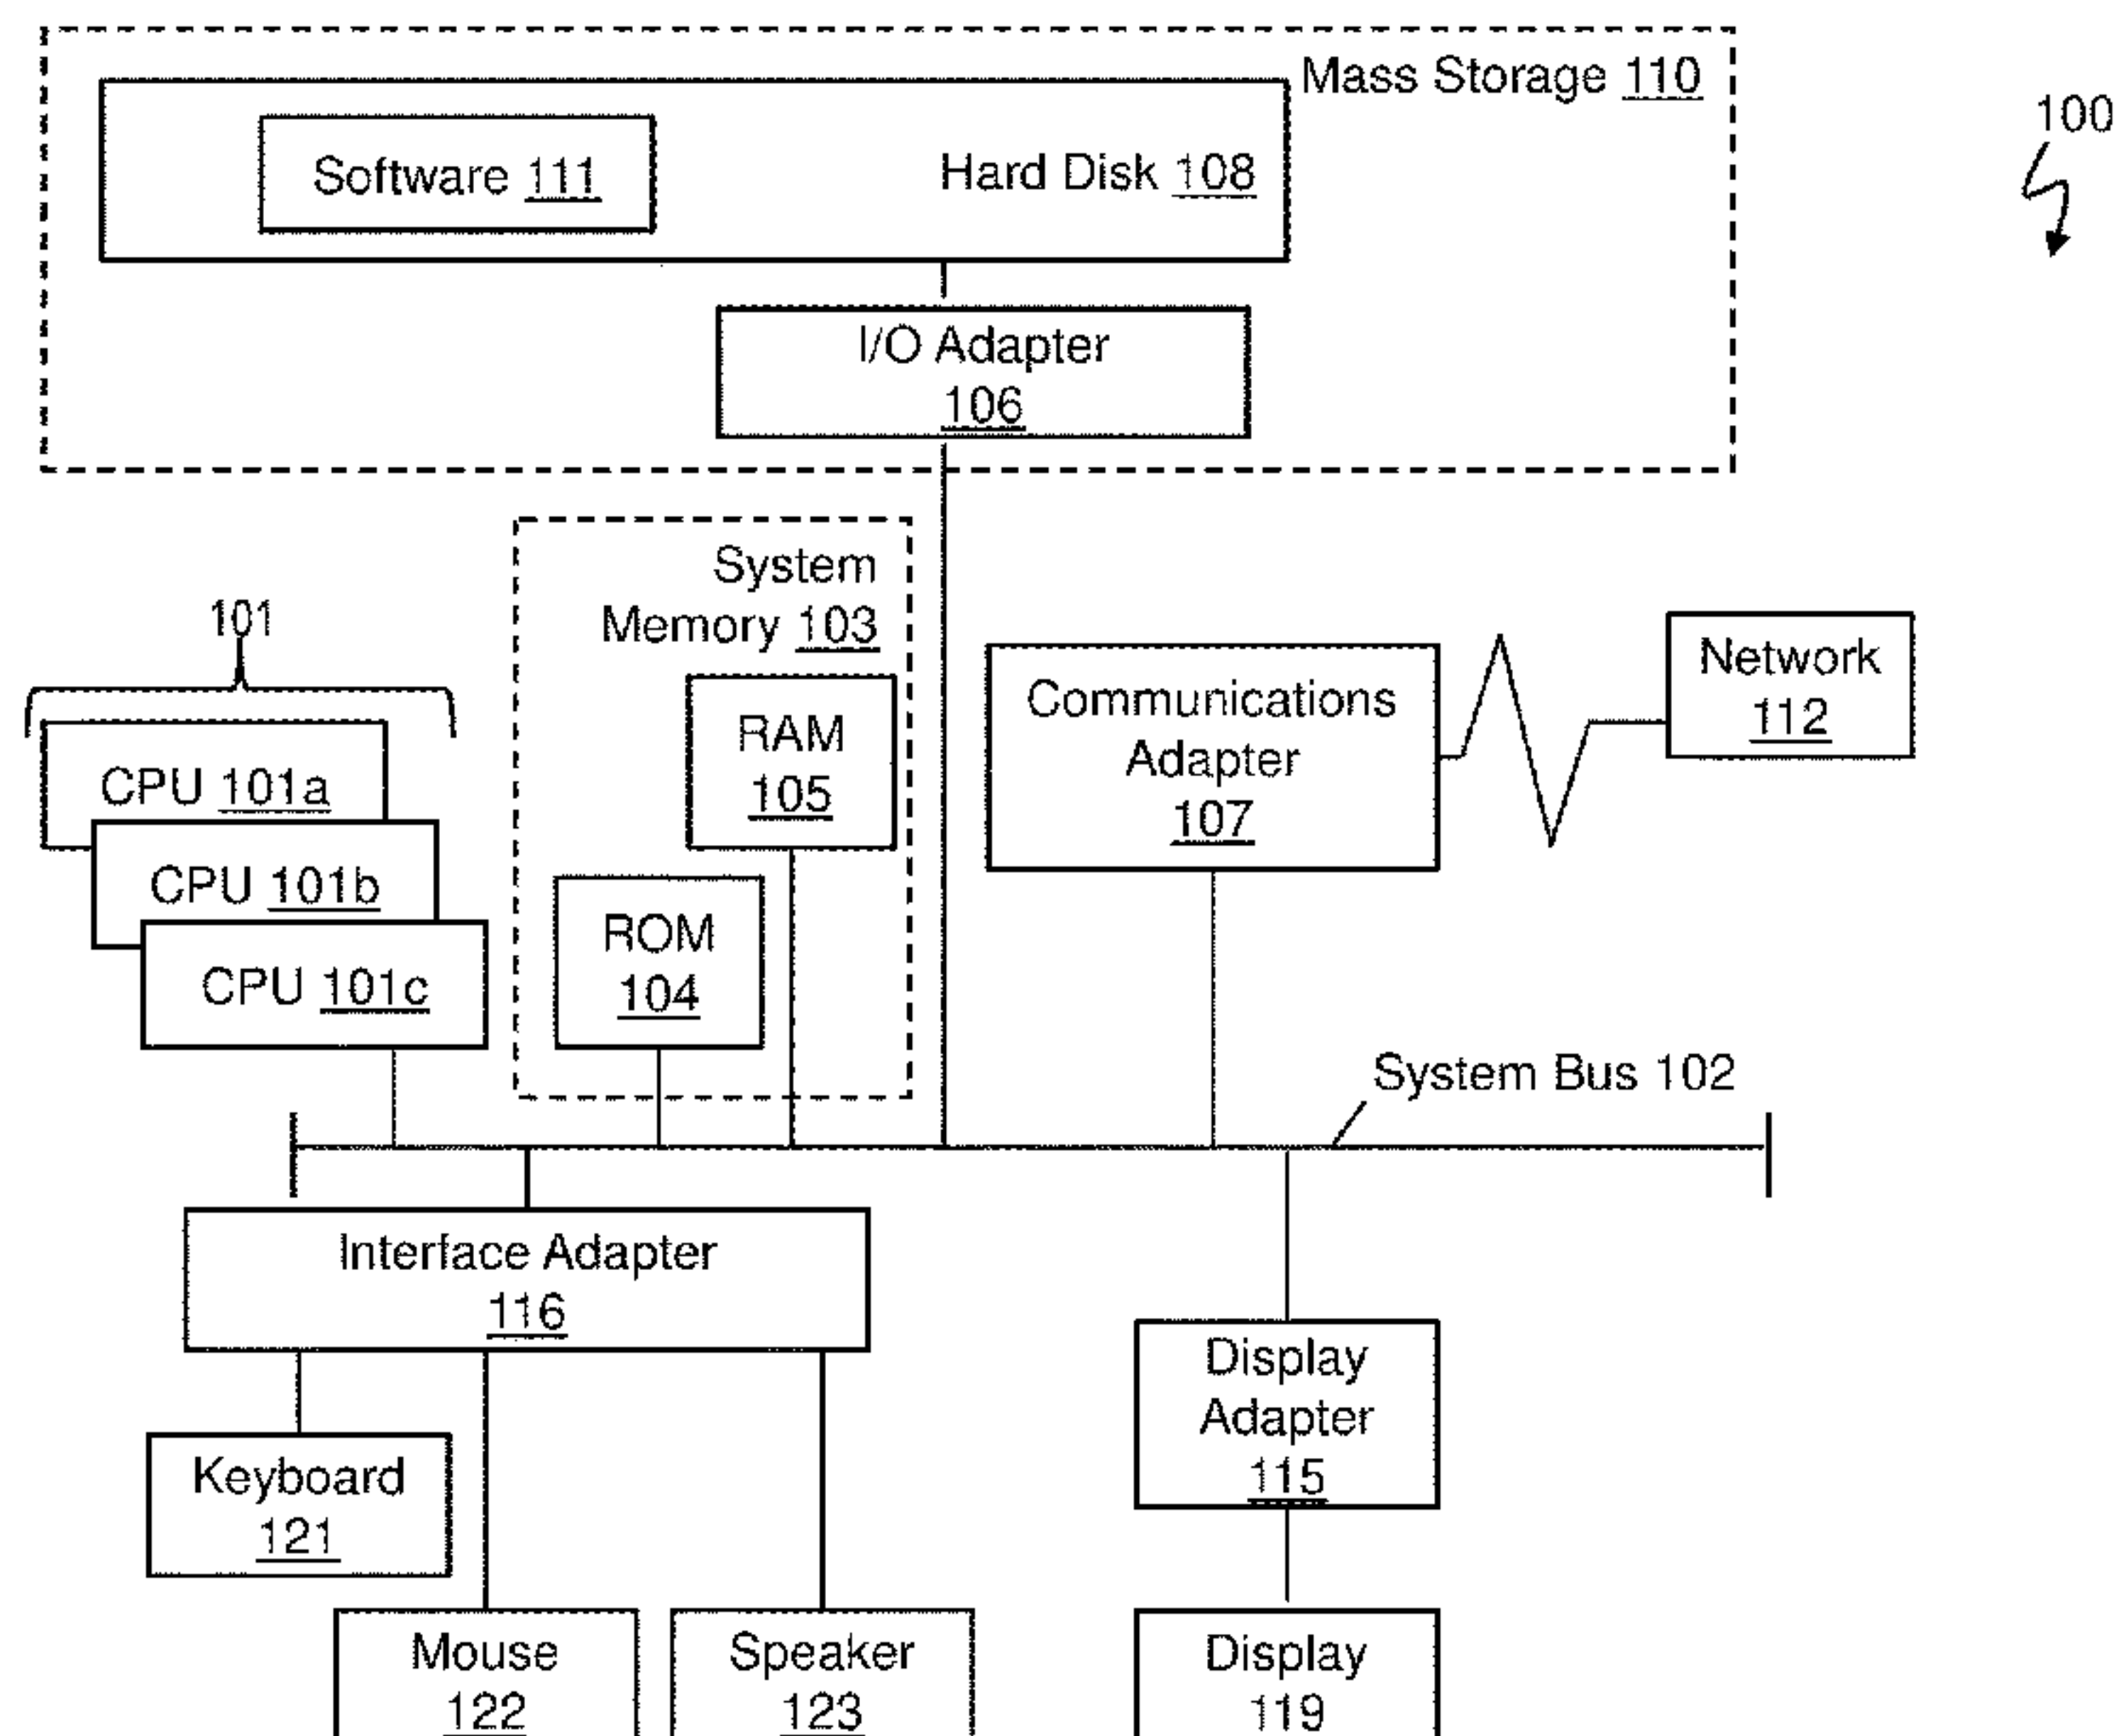 Mass Storage 110
100
Software 111
Hard Disk 108
I/O Adapter
106
System
Memory 103
101
RAM
105
Communications
Adapter
107
Network
112
CPU 101a
CPU 101b
CPU 101c
ROM
104
System Bus 102
Interface Adapter
116
Display
Adapter
115
Keyboard
121
Mouse
122
Speaker
123
Display
119